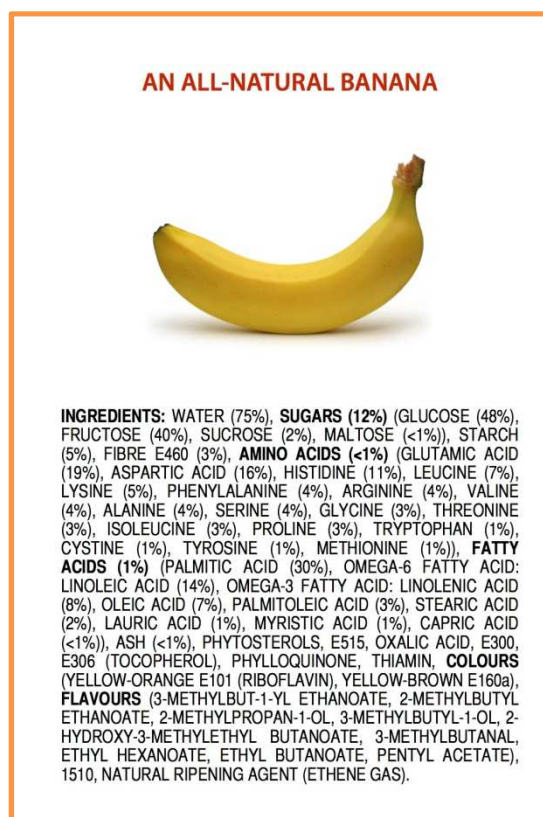 AN ALL-NATURAL BANANA
INGREDIENTS: WATER (75%), SUGARS (12%) (GLUCOSE (48%),
FRUCTOSE (40%), SUCROSE (2%), MALTOSE (<1%)), STARCH
(5%), FIBRE E460 (3%), AMINO ACIDS (<1%) (GLUTAMIC ACID
(19%), ASPARTIC ACID (16%), HISTIDINE (11%), LEUCINE (7%),
LYSINE (5%), PHENYLALANINE (4%), ARGININE (4%), VALINE
(4%), ALANINE (4%), SERINE (4%), GLYCINE (3%), THREONINE
(3%), ISOLEUCINE (3%), PROLINE (3%), TRYPTOPHAN (1%),
CYSTINE (1%), TYROSINE (1%), METHIONINE (1%)), FATTY
ACIDS (1%) (PALMITIC ACID (30%), OMEGA-6 FATTY ACID:
LINOLEIC ACID (14%), OMEGA-3 FATTY ACID: LINOLENIC ACID
(8%), OLEIC ACID (7%), PALMITOLEIC ACID (3%), STEARIC ACID
(2%), LAURIC ACID (1%), MYRISTIC ACID (1%), CAPRIC ACID
(<1%)), ASH (<1%), PHYTOSTEROLS, E515, OXALIC ACID, E300,
E306 (TOCOPHEROL), PHYLLOQUINONE, THIAMIN, COLOURS
(YELLOW-ORANGE E101 (RIBOFLAVIN), YELLOW-BROWN E160a),
FLAVOURS (3-METHYLBUT-1-YL ETHANOATE, 2-METHYLBUTYL
ETHANOATE, 2-METHYLPROPAN-1-OL, 3-METHYLBUTYL-1-OL, 2-
HYDROXY-3-METHYLETHYL BUTANOATE, 3-METHYLBUTANAL,
ETHYL HEXANOATE, ETHYL BUTANOATE, PENTYL ACETATE),
1510, NATURAL RIPENING AGENT (ETHENE GAS).